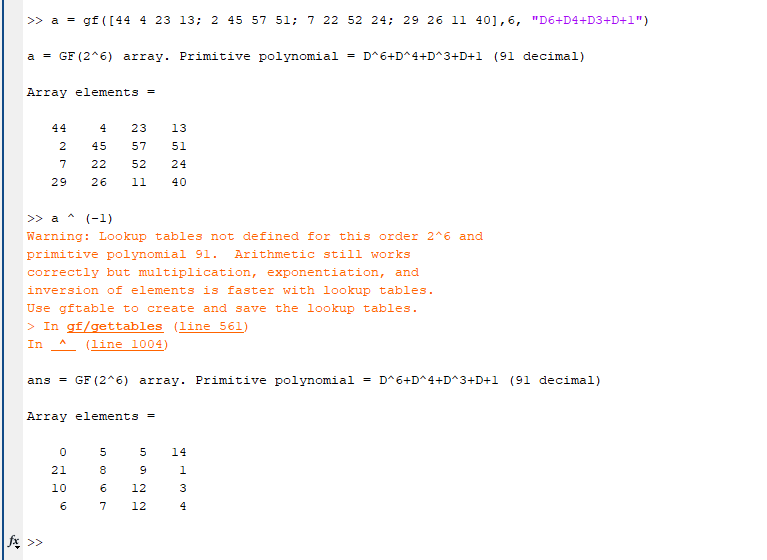 >> a = gf([44 4 23 13; 2 45 57 51; 7 22 52 24; 29 26 11 40],6, "D6+D4+D3+D+1")
a = GF(2^6) array. Primitive polynomial = D^6+D^4+D^3+D+1 (91 decimal)
Array elements =
44 4 23 13
2 45 57 51
7 22 52 24
29 26 11 40
>> a ^ (-1)
Warning: Lookup tables not defined for this order 2^6 and
primitive polynomial 91. Arithmetic still works
correctly but multiplication, exponentiation, and
inversion of elements is faster with lookup tables.
Use gftable to create and save the lookup tables.
> In gf/gettables (line 561)
In ^ (line 1004)
ans = GF(2^6) array. Primitive polynomial = D^6+D^4+D^3+D+1 (91 decimal)
Array elements =
0 5 5 14
21 8 9 1
10 6 12 3
6 7 12 4
fx >>